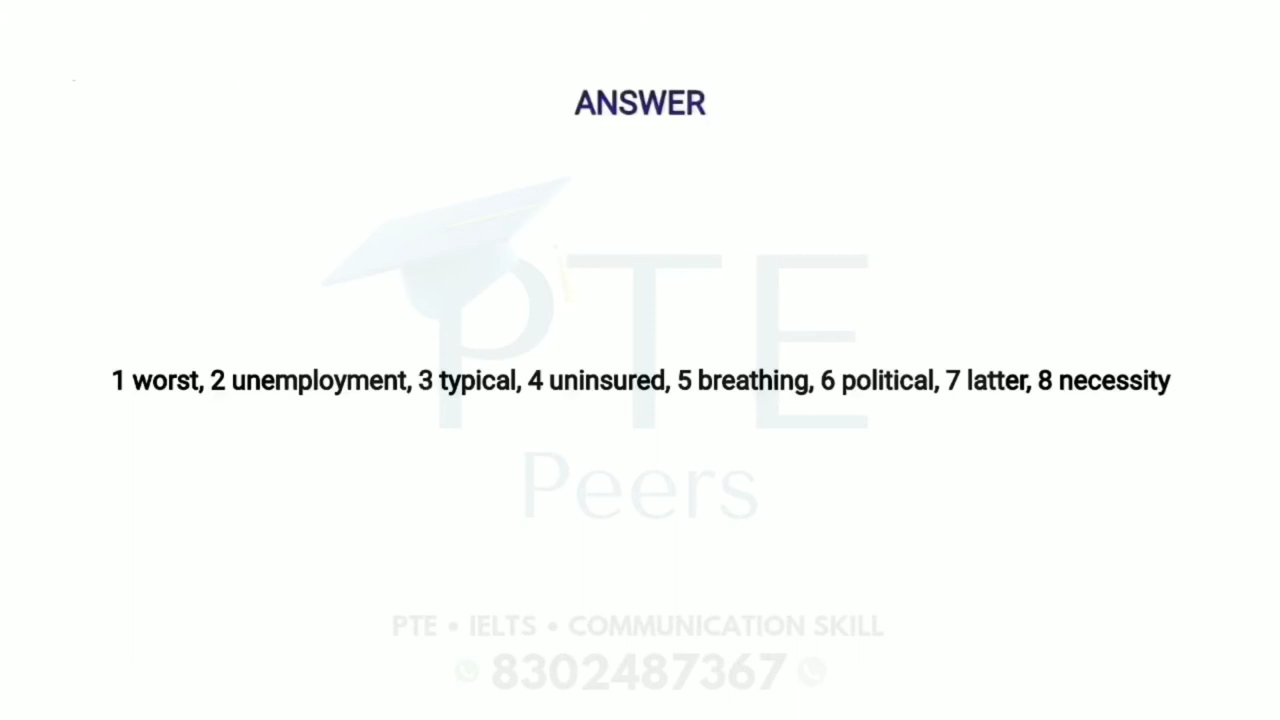 ANSWER
PTE
1 worst, 2 unemployment, 3 typical, 4 uninsured, 5 breathing, 6 political, 7 latter, 8 necessity
Peers
PTE • IELTS • COMMUNICATION SKILL
8302487367